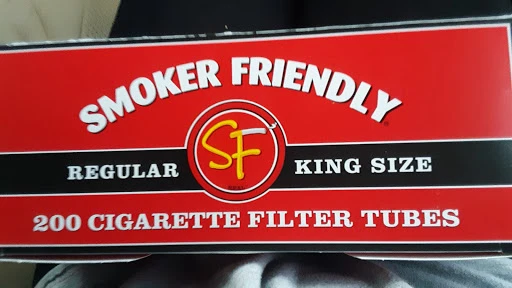 SMOKER FRIENDLY
SF
REGULAR KING SIZE
200 CIGARETTE FILTER TUBES